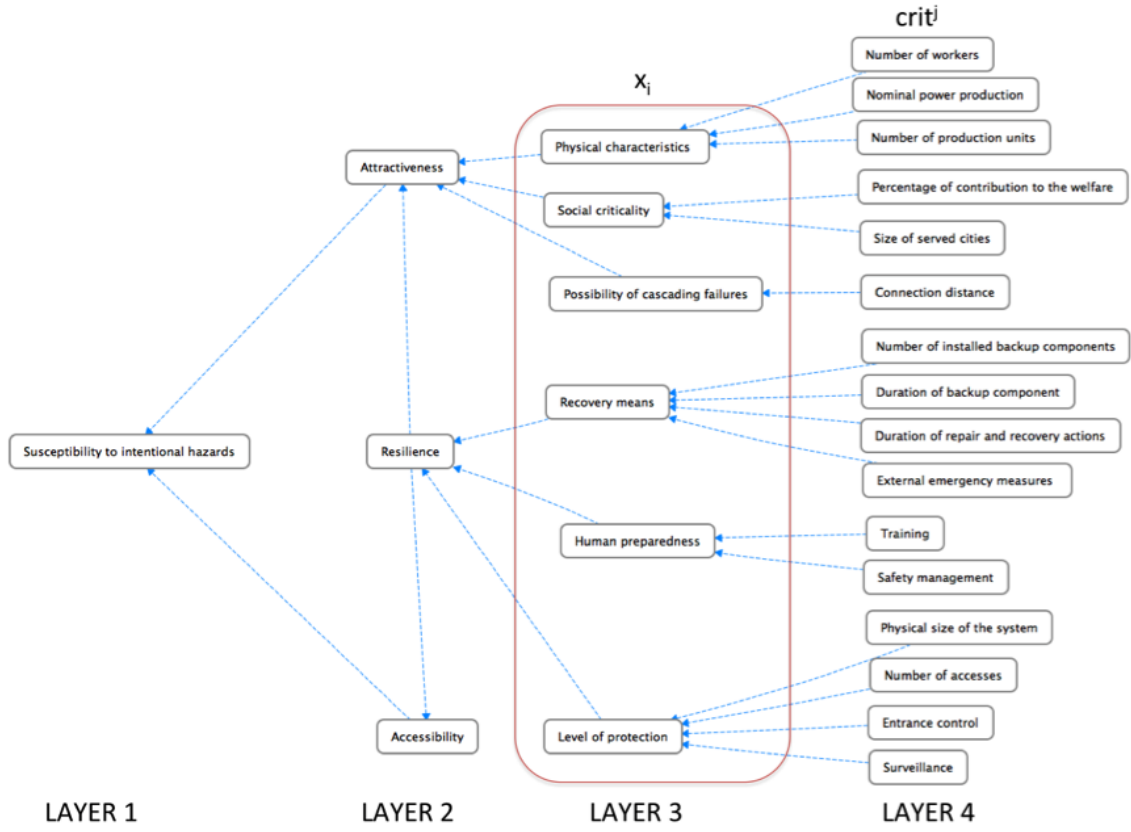 crit^j
Number of workers
x_i
Nominal power production
Number of production units
Physical characteristics
Attractiveness
Percentage of contribution to the welfare
Social criticality
Size of served cities
Possibility of cascading failures
Connection distance
Number of installed backup components
Recovery means
Duration of backup component
Duration of repair and recovery actions
Susceptibility to intentional hazards
Resilience
External emergency measures
Human preparedness
Training
Safety management
Physical size of the system
Number of accesses
Entrance control
Accessibility
Level of protection
Surveillance
LAYER 1
LAYER 2
LAYER 3
LAYER 4